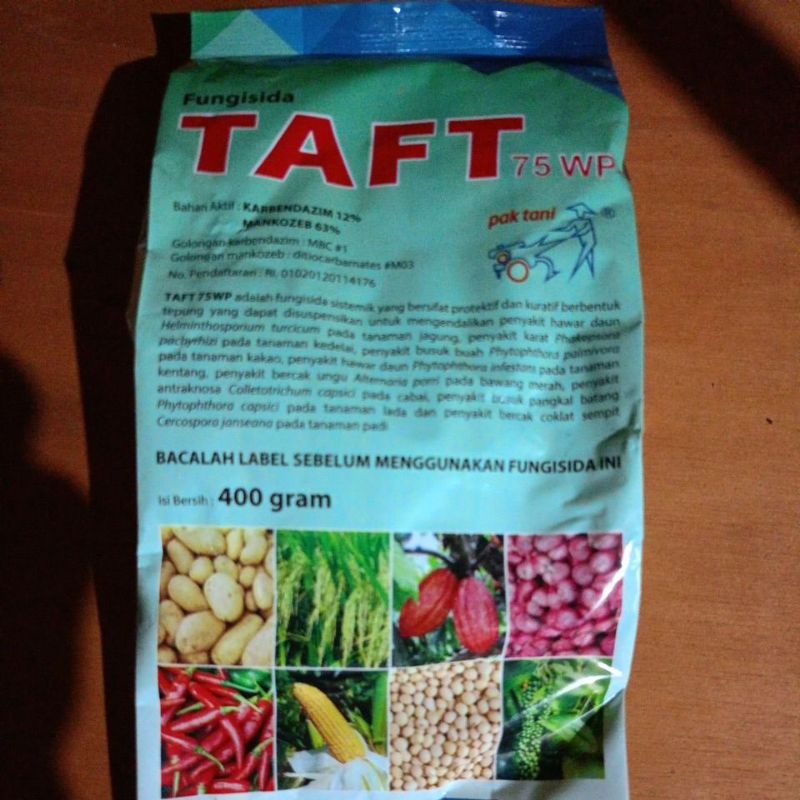 Fungisida
TAFT 75 WP
Bahan Aktif : KARBENDAZIM 12%
MANKOZEB 63%
pak tani ®
Golongan karbendazim : MBC #1
Golongan mankozeb : ditiocarbamates #M03
No. Pendaftaran : RI. 01020120114176
TAFT 75WP adalah fungisida sistemik yang bersifat protektif dan kuratif berbentuk
tepung yang dapat disuspensikan untuk mengendalikan penyakit hawar daun
Helminthosporium turcicum pada tanaman jagung, penyakit karat Phakopsora
pachyrhizi pada tanaman kedelai, penyakit busuk buah Phytophthora palmivora
pada tanaman kakao, penyakit hawar daun Phytophthora infestans pada tanaman
kentang, penyakit bercak ungu Alternaria porri pada bawang merah, penyakit
antraknosa Colletotrichum capsici pada cabai, penyakit busuk pangkal batang
Phytophthora capsici pada tanaman lada dan penyakit bercak coklat sempit
Cercospora janseana pada tanaman padi
BACALAH LABEL SEBELUM MENGGUNAKAN FUNGISIDA INI
Isi Bersih : 400 gram